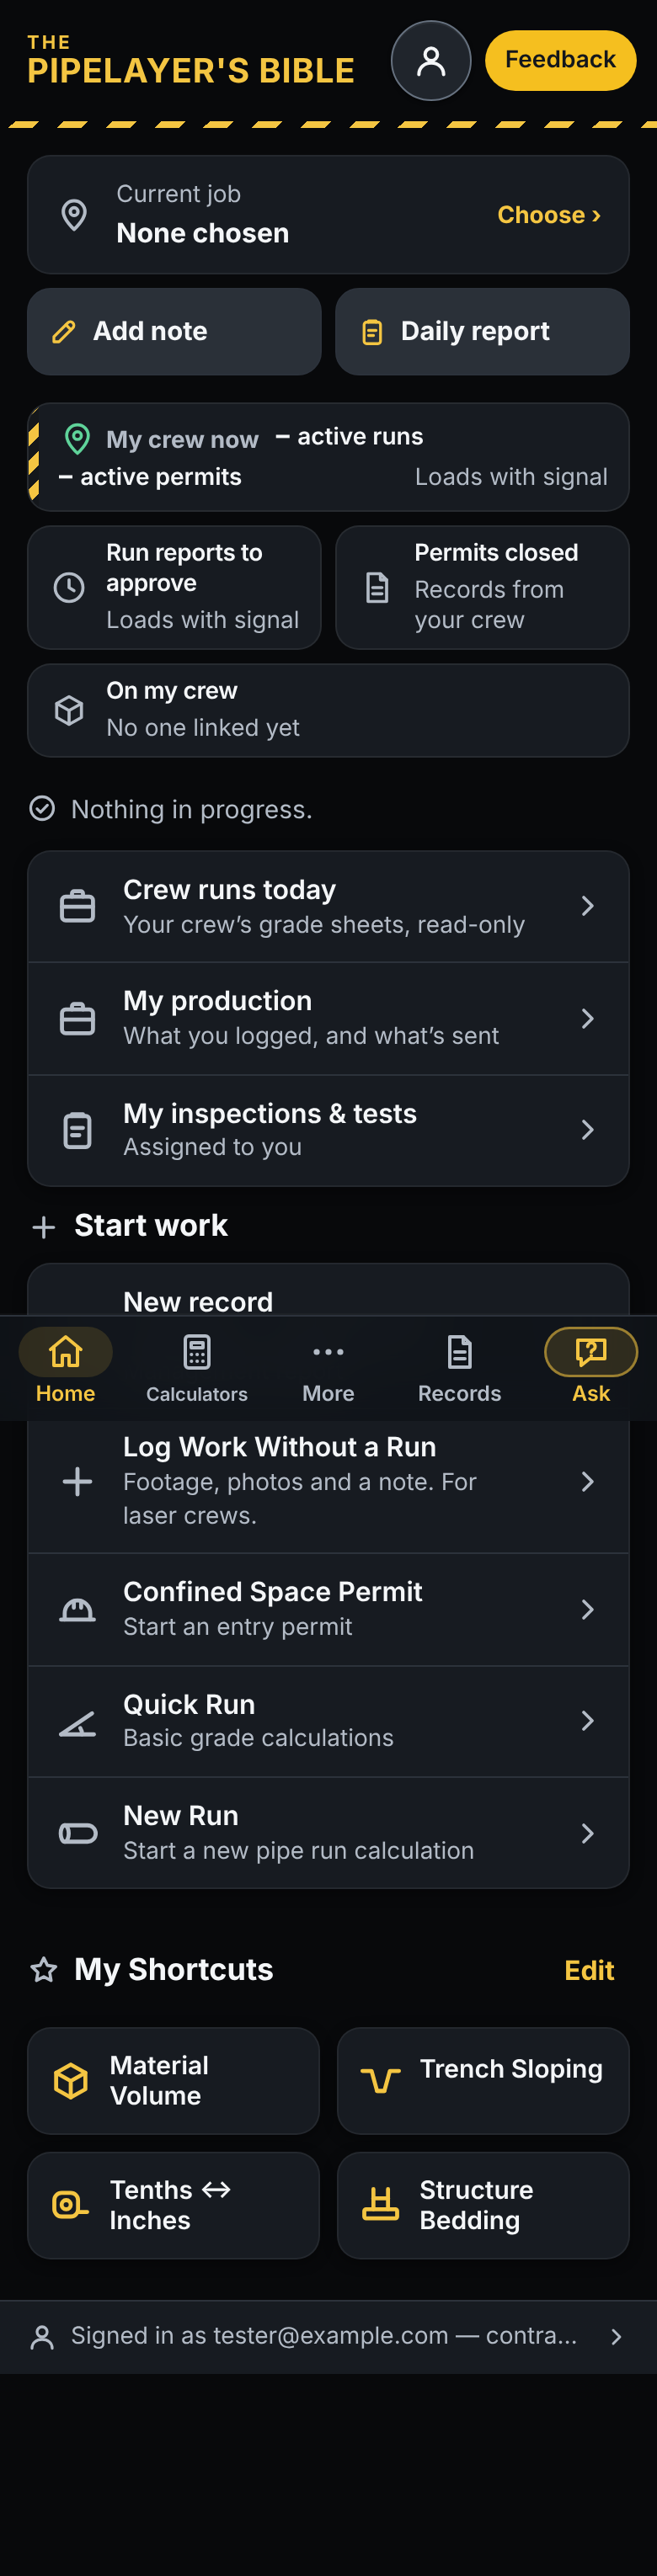 THE
PIPELAYER'S BIBLE
Feedback
Current job
None chosen
Choose ›
Add note
Daily report
My crew now – active runs
– active permits
Loads with signal
Run reports to
approve
Loads with signal
Permits closed
Records from
your crew
On my crew
No one linked yet
Nothing in progress.
Crew runs today
Your crew’s grade sheets, read-only
My production
What you logged, and what’s sent
My inspections & tests
Assigned to you
Start work
New record
Home
Calculators
More
Records
Ask
Log Work Without a Run
Footage, photos and a note. For
laser crews.
Confined Space Permit
Start an entry permit
Quick Run
Basic grade calculations
New Run
Start a new pipe run calculation
My Shortcuts
Edit
Material
Volume
Trench Sloping
Tenths ↔
Inches
Structure
Bedding
Signed in as tester@example.com — contra...